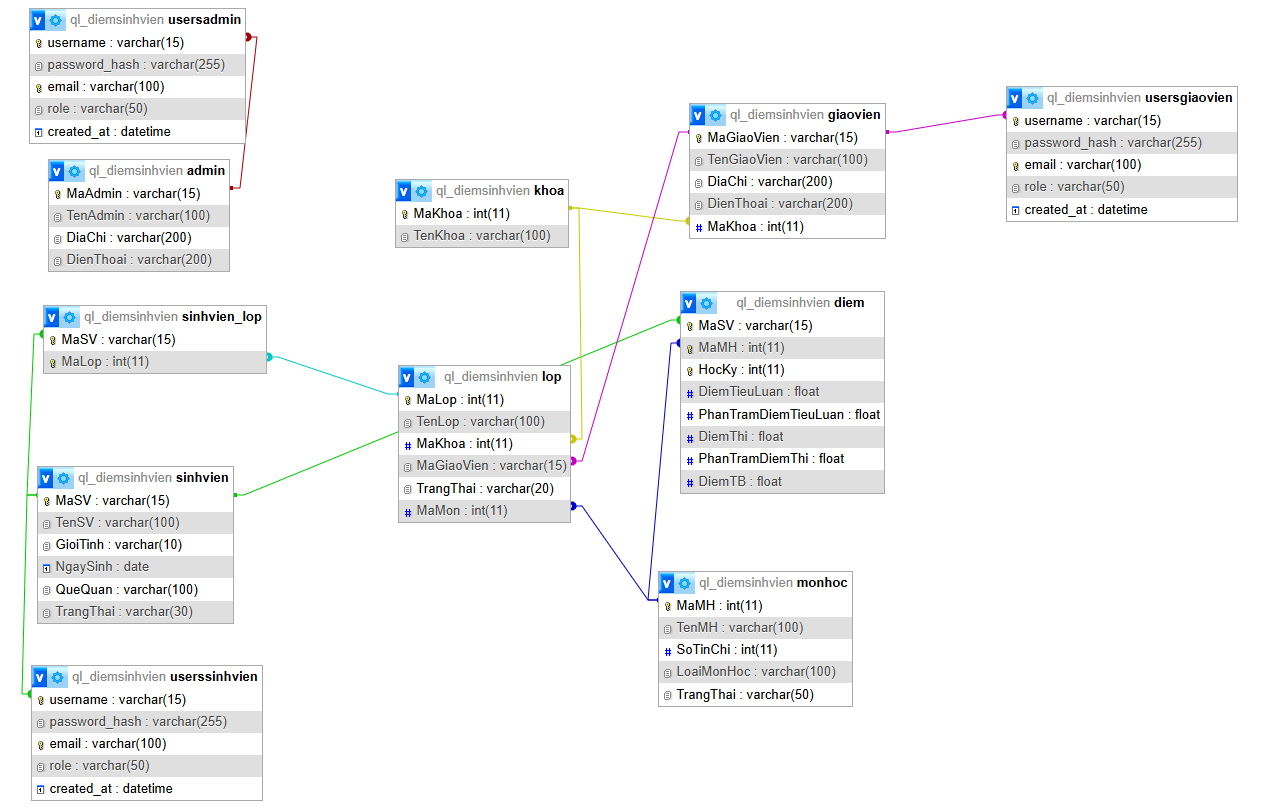 ql_diemsinhvien usersadmin
username : varchar(15)
password_hash : varchar(255)
email : varchar(100)
role : varchar(50)
created_at : datetime
ql_diemsinhvien admin
MaAdmin : varchar(15)
TenAdmin : varchar(100)
DiaChi : varchar(200)
DienThoai : varchar(200)
ql_diemsinhvien khoa
MaKhoa : int(11)
TenKhoa : varchar(100)
ql_diemsinhvien giaovien
MaGiaoVien : varchar(15)
TenGiaoVien : varchar(100)
DiaChi : varchar(200)
DienThoai : varchar(200)
MaKhoa : int(11)
ql_diemsinhvien usersgiaovien
username : varchar(15)
password_hash : varchar(255)
email : varchar(100)
role : varchar(50)
created_at : datetime
ql_diemsinhvien sinhvien_lop
MaSV : varchar(15)
MaLop : int(11)
ql_diemsinhvien lop
MaLop : int(11)
TenLop : varchar(100)
MaKhoa : int(11)
MaGiaoVien : varchar(15)
TrangThai : varchar(20)
MaMon : int(11)
ql_diemsinhvien diem
MaSV : varchar(15)
MaMH : int(11)
HocKy : int(11)
DiemTieuLuan : float
PhanTramDiemTieuLuan : float
DiemThi : float
PhanTramDiemThi : float
DiemTB : float
ql_diemsinhvien sinhvien
MaSV : varchar(15)
TenSV : varchar(100)
GioiTinh : varchar(10)
NgaySinh : date
QueQuan : varchar(100)
TrangThai : varchar(30)
ql_diemsinhvien monhoc
MaMH : int(11)
TenMH : varchar(100)
SoTinChi : int(11)
LoaiMonHoc : varchar(100)
TrangThai : varchar(50)
ql_diemsinhvien userssinhvien
username : varchar(15)
password_hash : varchar(255)
email : varchar(100)
role : varchar(50)
created_at : datetime